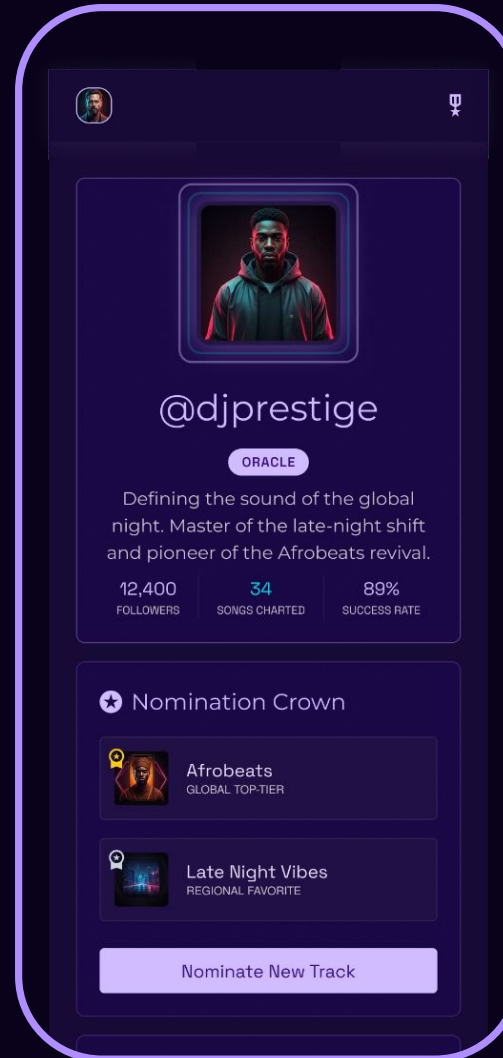 @djprestige
ORACLE
Defining the sound of the global
night. Master of the late-night shift
and pioneer of the Afrobeats revival.
12,400 34 89%
FOLLOWERS SONGS CHARTED SUCCESS RATE
Nomination Crown
Afrobeats
GLOBAL TOP-TIER
Late Night Vibes
REGIONAL FAVORITE
Nominate New Track